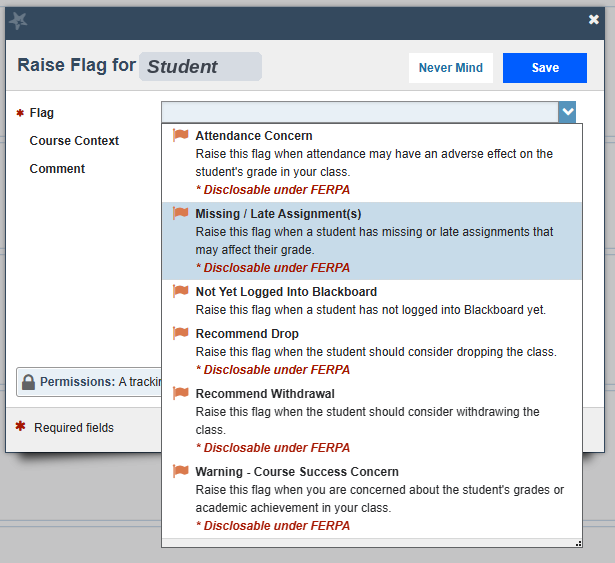 Raise Flag for Student
Never Mind
Save
* Flag
Course Context
Comment
Attendance Concern
Raise this flag when attendance may have an adverse effect on the
student's grade in your class.
* Disclosable under FERPA
Missing / Late Assignment(s)
Raise this flag when a student has missing or late assignments that
may affect their grade.
* Disclosable under FERPA
Not Yet Logged Into Blackboard
Raise this flag when a student has not logged into Blackboard yet.
Recommend Drop
Raise this flag when the student should consider dropping the class.
* Disclosable under FERPA
Recommend Withdrawal
Raise this flag when the student should consider withdrawing the
class.
* Disclosable under FERPA
Warning - Course Success Concern
Raise this flag when you are concerned about the student's grades or
academic achievement in your class.
* Disclosable under FERPA
Permissions: A trackin
* Required fields